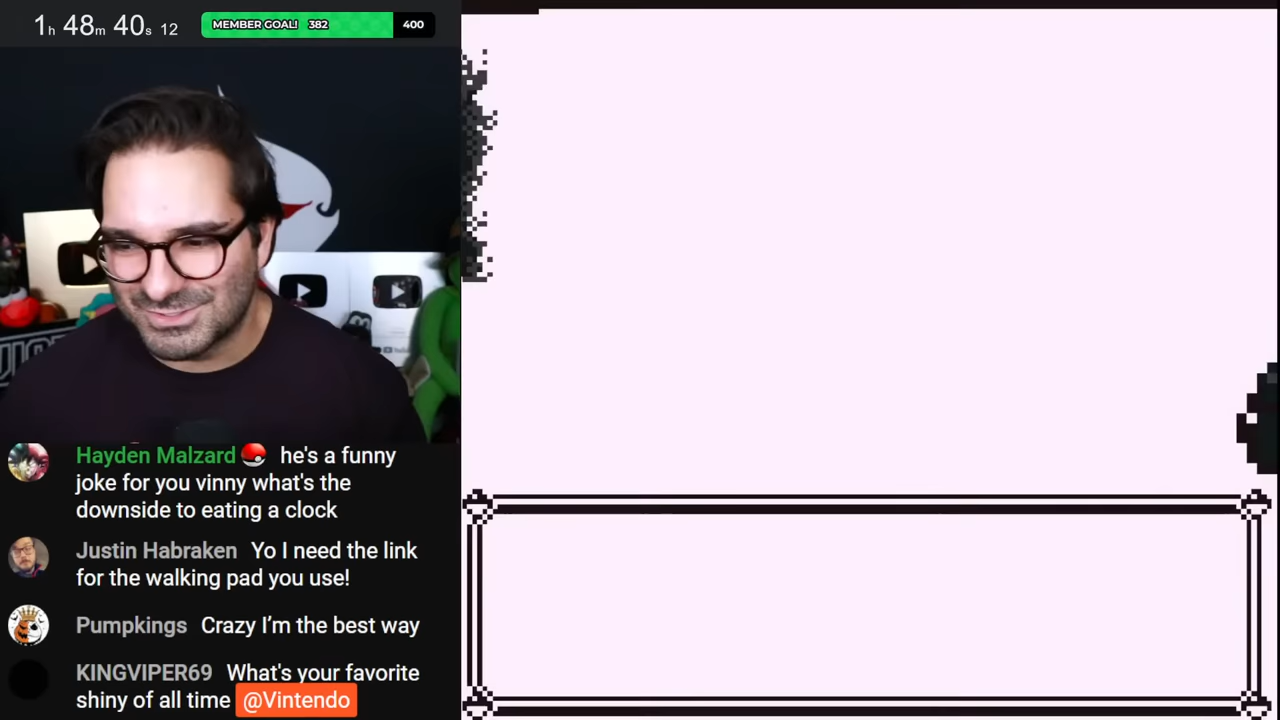 1h 48m 40s 12
MEMBER GOAL! 382
400
Hayden Malzard he's a funny
joke for you vinny what's the
downside to eating a clock
Justin Habraken Yo I need the link
for the walking pad you use!
Pumpkings Crazy I’m the best way
KINGVIPER69 What's your favorite
shiny of all time @Vintendo